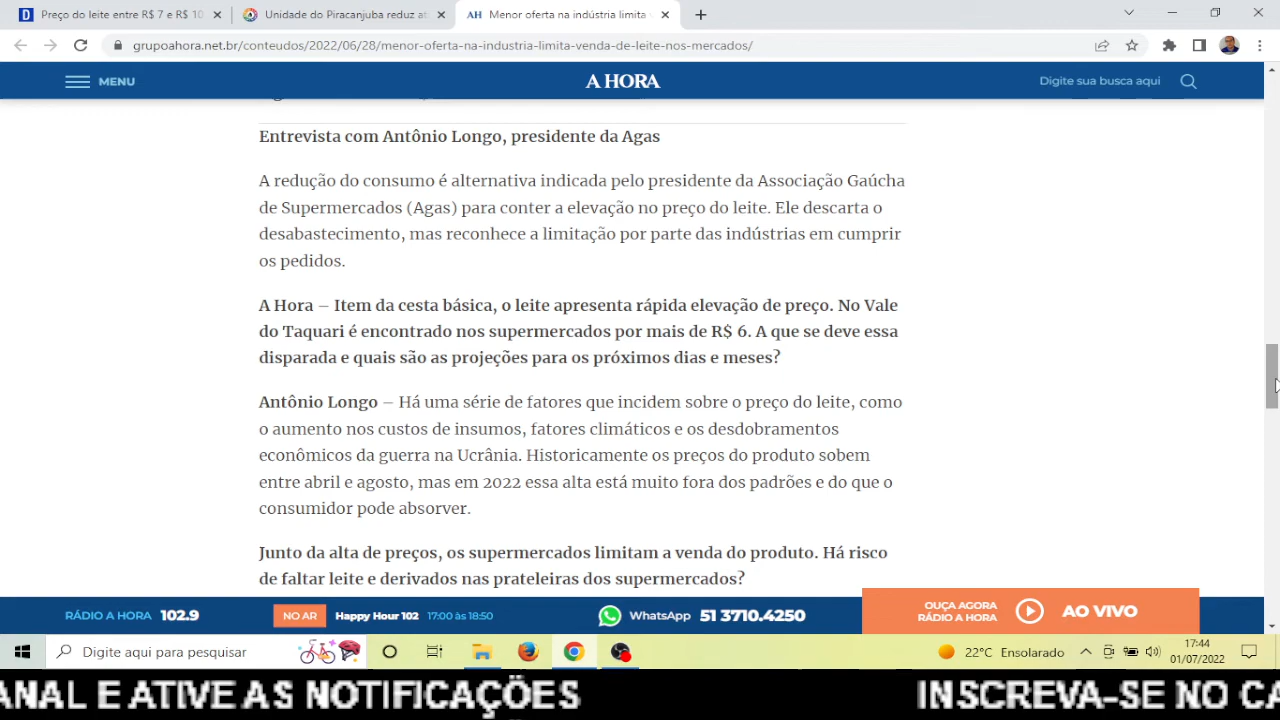 Preço do leite entre R$ 7 e R$ 10
Unidade do Piracanjuba reduz at
AH Menor oferta na indústria limita v
grupoahora.net.br/conteudos/2022/06/28/menor-oferta-na-industria-limita-venda-de-leite-nos-mercados/
MENU
A HORA
Digite sua busca aqui
Entrevista com Antônio Longo, presidente da Agas
A redução do consumo é alternativa indicada pelo presidente da Associação Gaúcha
de Supermercados (Agas) para conter a elevação no preço do leite. Ele descarta o
desabastecimento, mas reconhece a limitação por parte das indústrias em cumprir
os pedidos.
A Hora – Item da cesta básica, o leite apresenta rápida elevação de preço. No Vale
do Taquari é encontrado nos supermercados por mais de R$ 6. A que se deve essa
disparada e quais são as projeções para os próximos dias e meses?
Antônio Longo – Há uma série de fatores que incidem sobre o preço do leite, como
o aumento nos custos de insumos, fatores climáticos e os desdobramentos
econômicos da guerra na Ucrânia. Historicamente os preços do produto sobem
entre abril e agosto, mas em 2022 essa alta está muito fora dos padrões e do que o
consumidor pode absorver.
Junto da alta de preços, os supermercados limitam a venda do produto. Há risco
de faltar leite e derivados nas prateleiras dos supermercados?
RÁDIO A HORA 102.9
NO AR Happy Hour 102 17:00 às 18:50
WhatsApp 51 3710.4250
OUÇA AGORA
RÁDIO A HORA
AO VIVO
Digite aqui para pesquisar
22°C Ensolarado
17:44
01/07/2022
ANAL E ATIVE AS NOTIFICAÇÕES
INSCREVA-SE NO CA